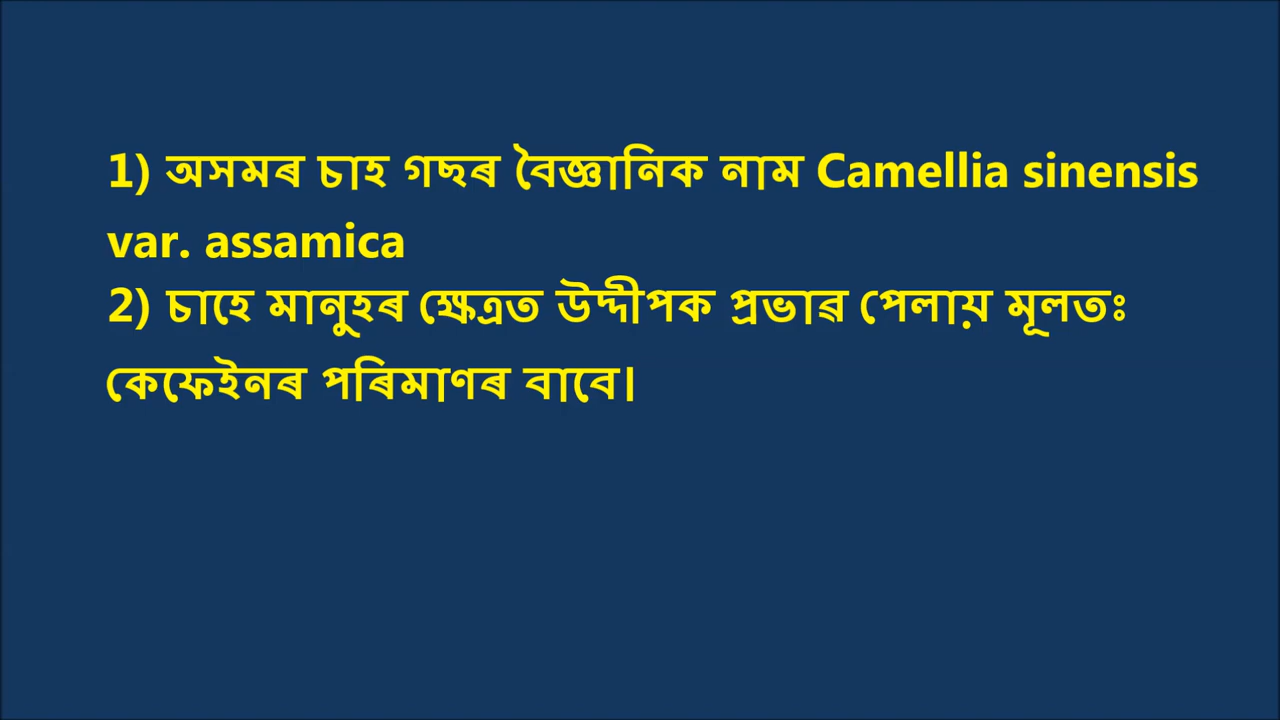 1) অসমৰ চাহ গছৰ বৈজ্ঞানিক নাম Camellia sinensis
var. assamica
2) চাহে মানুহৰ ক্ষেত্ৰত উদ্দীপক প্ৰভাৱ পেলায় মূলতঃ
কেফেইনৰ পৰিমাণৰ বাবে।